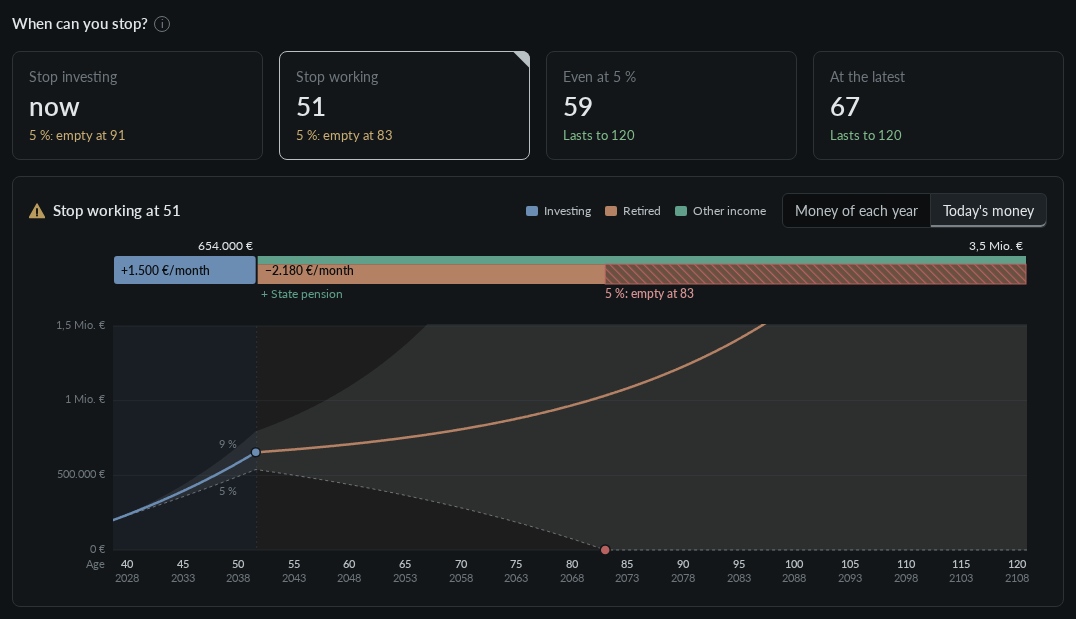 When can you stop? i
Stop investing
now
5 %: empty at 91
Stop working
51
5 %: empty at 83
Even at 5 %
59
Lasts to 120
At the latest
67
Lasts to 120
Stop working at 51
Investing
Retired
Other income
Money of each year
Today's money
654.000 €
3,5 Mio. €
+1.500 €/month
−2.180 €/month
+ State pension
5 %: empty at 83
1,5 Mio. €
1 Mio. €
9 %
500.000 €
5 %
0 €
Age 40 45 50 55 60 65 70 75 80 85 90 95 100 105 110 115 120
2028 2033 2038 2043 2048 2053 2058 2063 2068 2073 2078 2083 2088 2093 2098 2103 2108